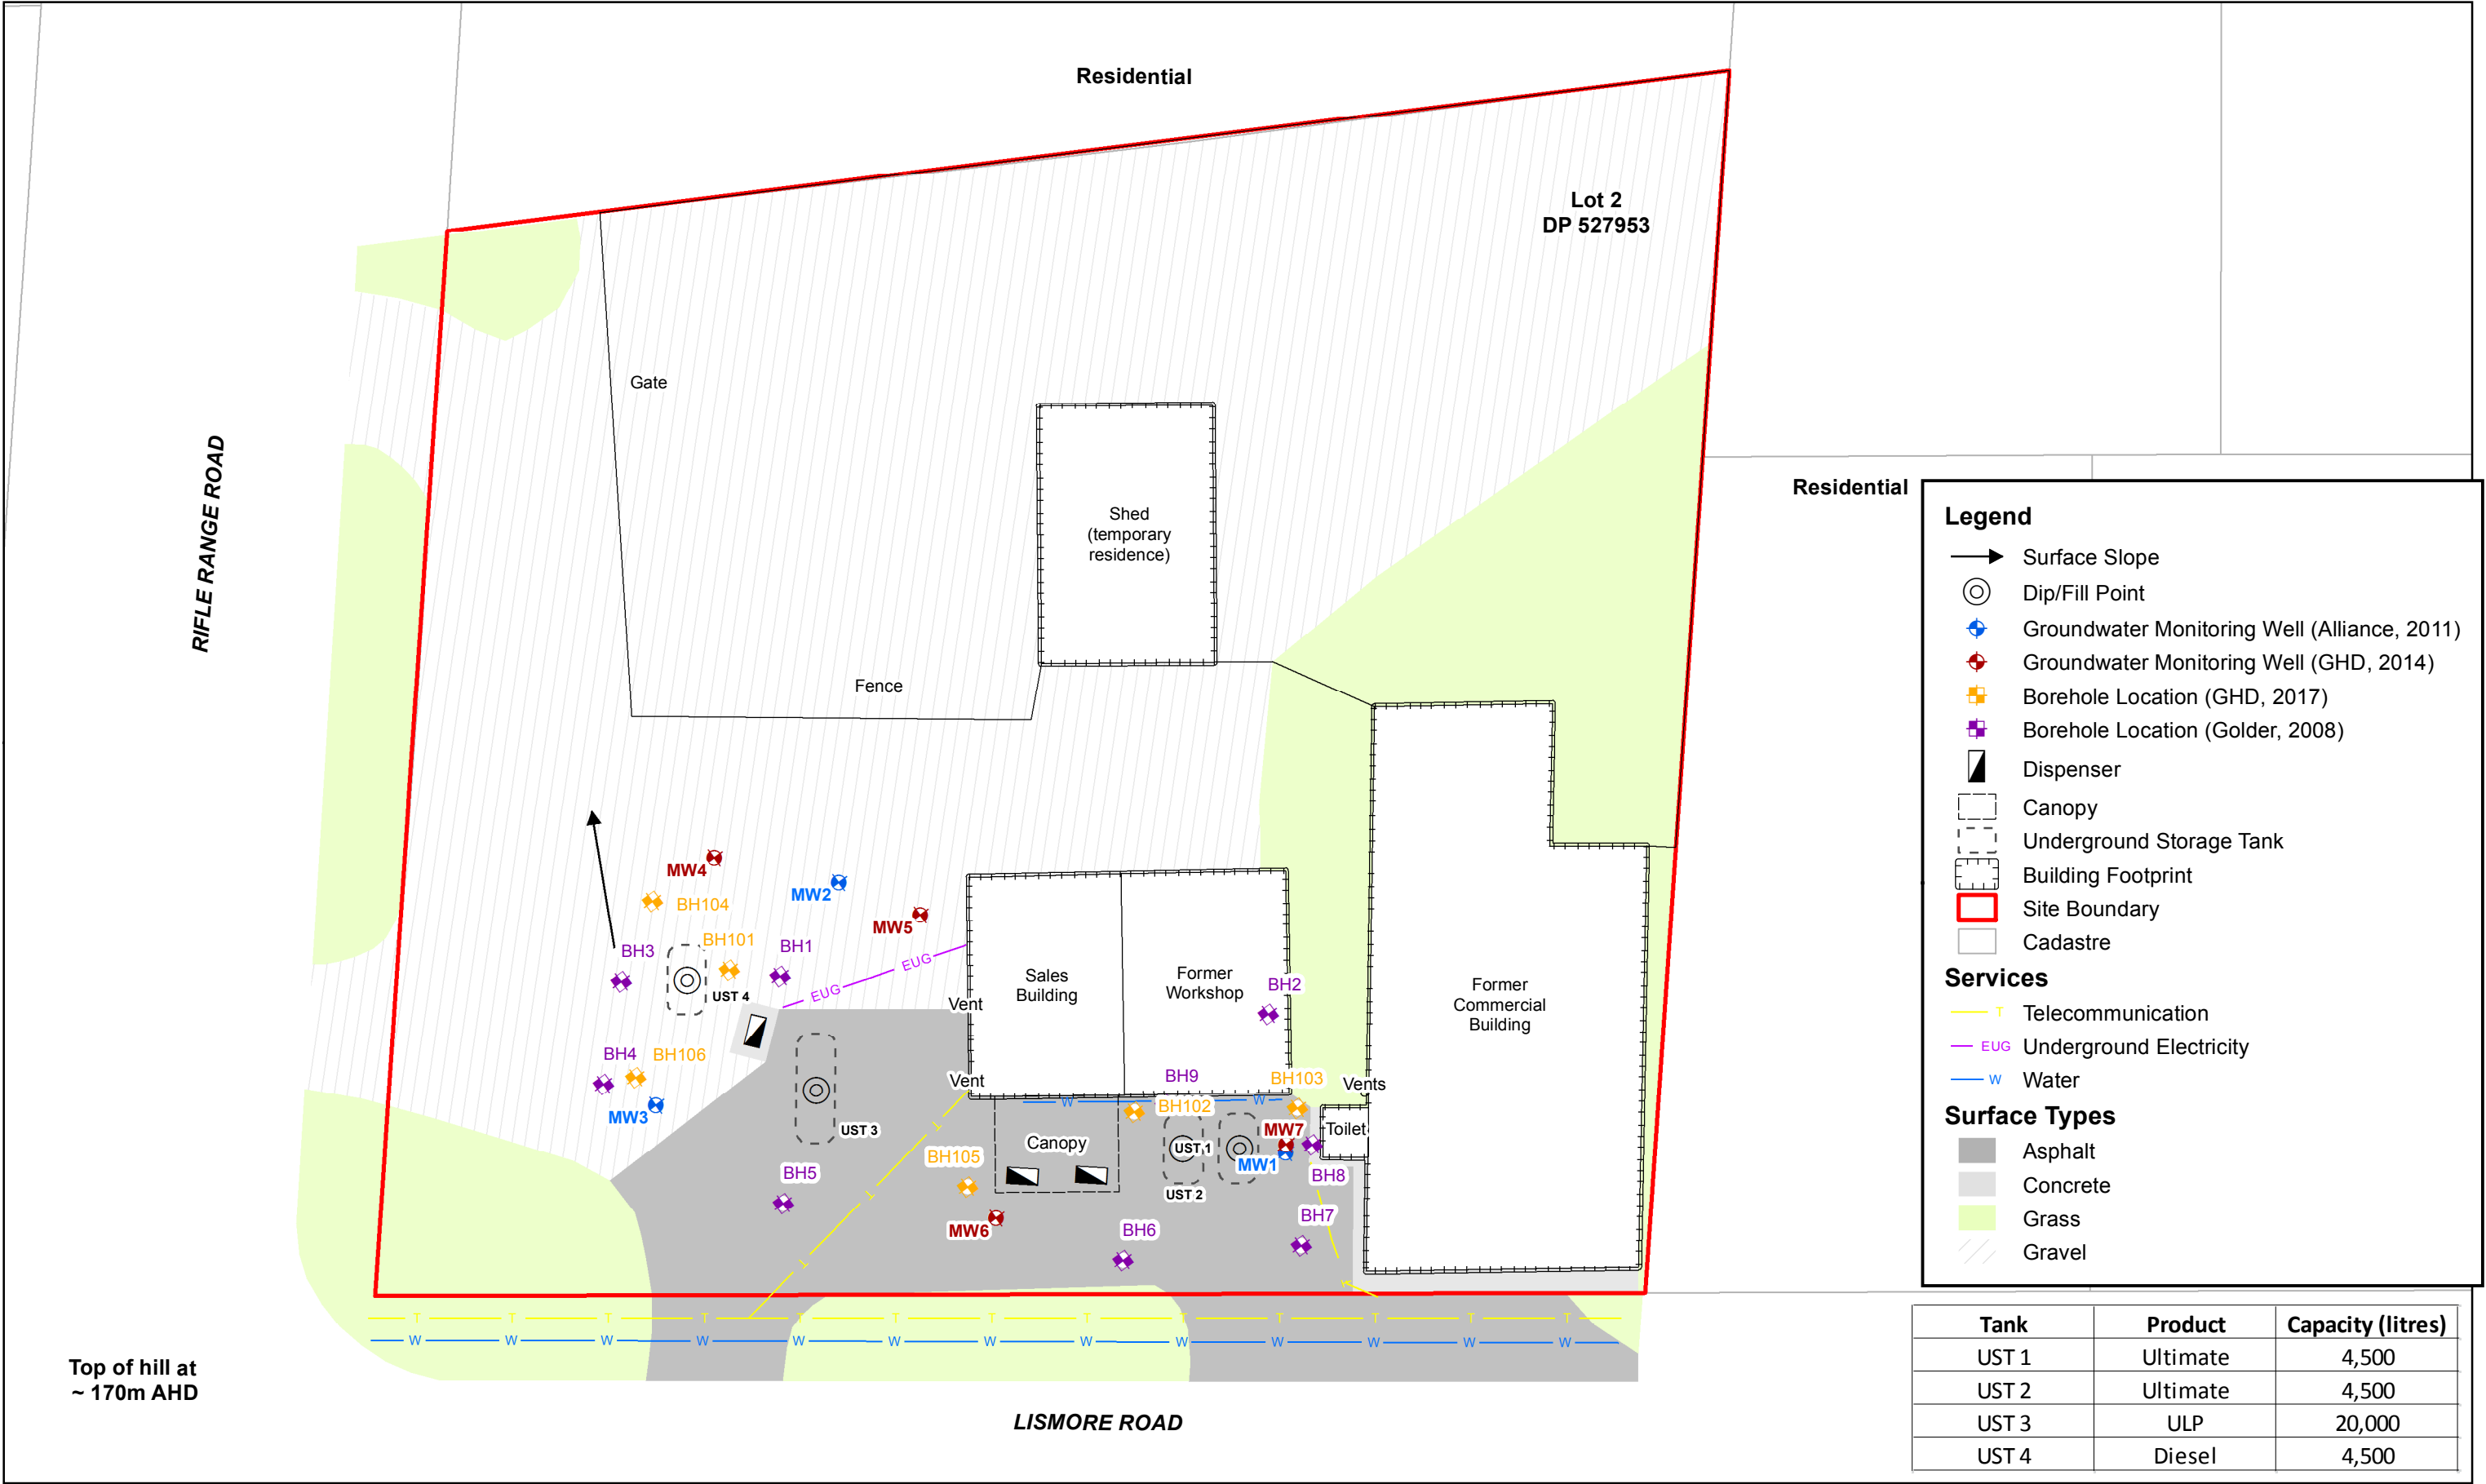 Residential
Lot 2
DP 527953
Gate
RIFLE RANGE ROAD
Shed
(temporary
residence)
Residential
Fence
MW4
BH104
MW2
MW5
BH3
BH101
BH1
EUG
EUG
UST 4
Vent
Sales
Building
Former
Workshop
BH2
Former
Commercial
Building
BH4
BH106
MW3
Vent
BH9
BH103
Vents
W
W
BH102
UST 3
Canopy
MW7
Toilet
UST 1
MW1
BH105
BH8
BH5
UST 2
MW6
BH6
BH7
T
T
T
T
T
T T T T T T T T T T T T T
W W W W W W W W W W W W W
Top of hill at
~ 170m AHD
LISMORE ROAD
Legend
Surface Slope
Dip/Fill Point
Groundwater Monitoring Well (Alliance, 2011)
Groundwater Monitoring Well (GHD, 2014)
Borehole Location (GHD, 2017)
Borehole Location (Golder, 2008)
Dispenser
Canopy
Underground Storage Tank
Building Footprint
Site Boundary
Cadastre
Services
T Telecommunication
EUG Underground Electricity
W Water
Surface Types
Asphalt
Concrete
Grass
Gravel
Tank Product Capacity (litres)
UST 1 Ultimate 4,500
UST 2 Ultimate 4,500
UST 3 ULP 20,000
UST 4 Diesel 4,500